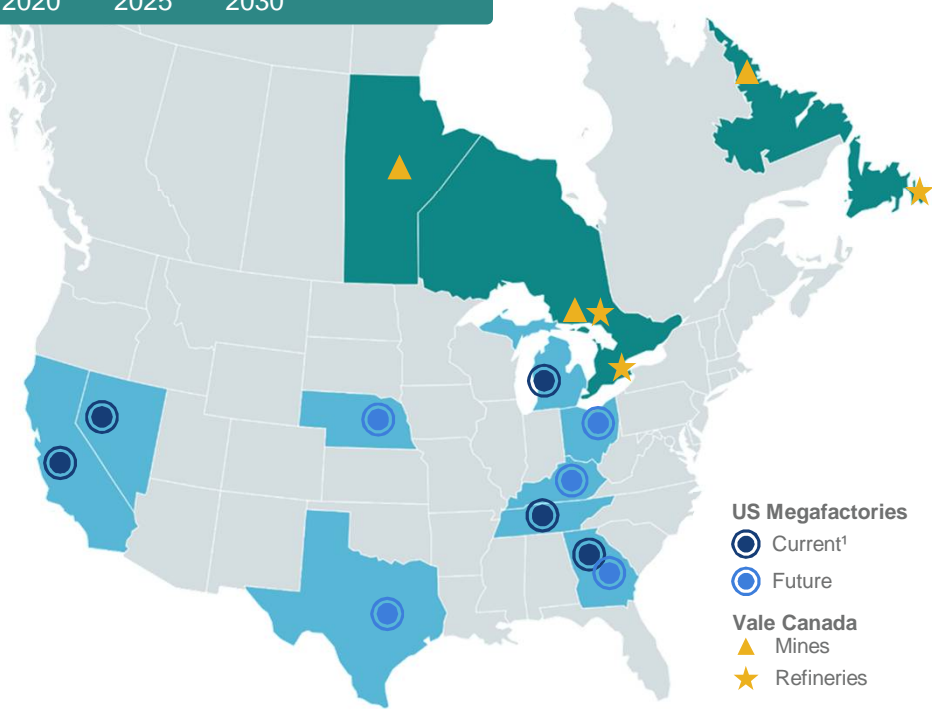 2020 2025 2030
US Megafactories
Current¹
Future
Vale Canada
Mines
Refineries